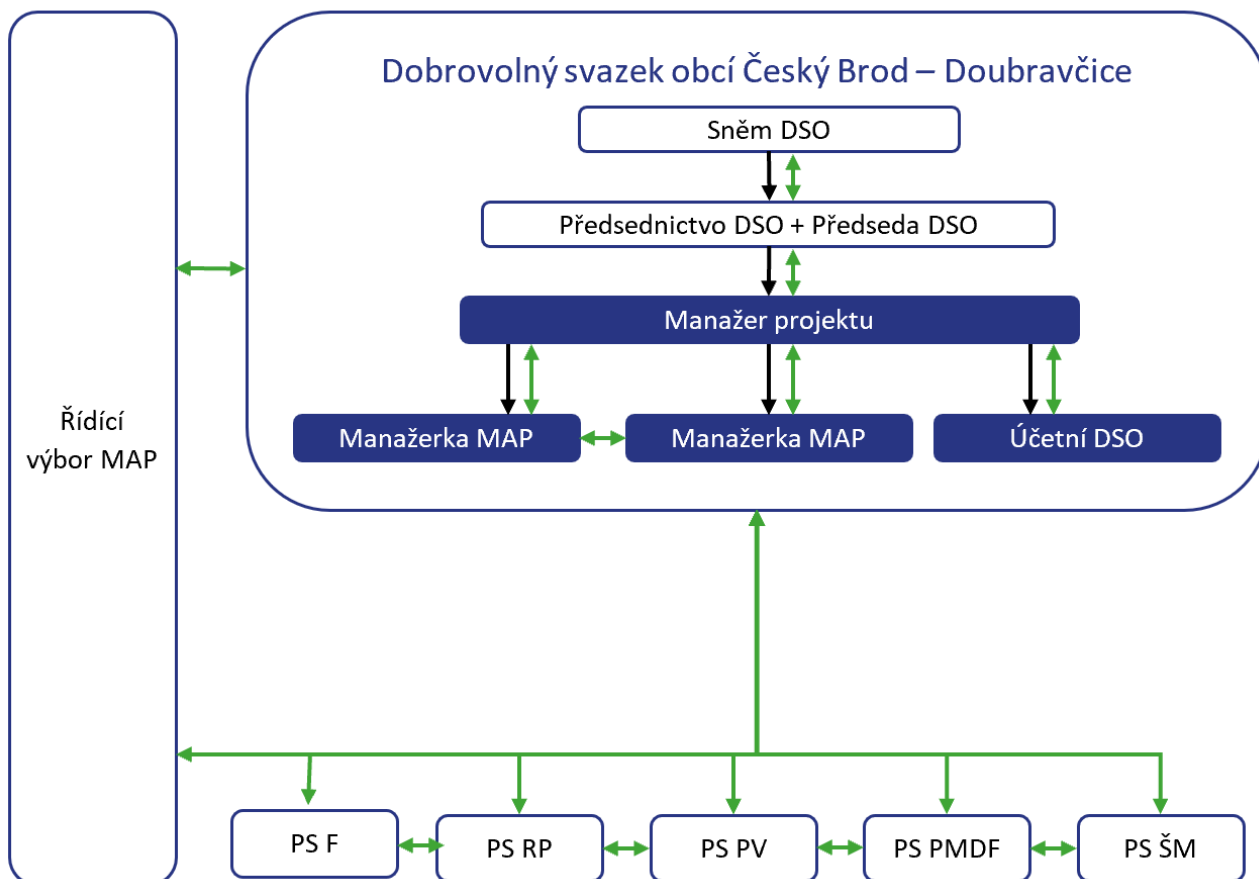 Dobrovolný svazek obcí Český Brod – Doubravčice
Sněm DSO
Předsednictvo DSO + Předseda DSO
Manažer projektu
Manažerka MAP
Manažerka MAP
Účetní DSO
Řídící
výbor MAP
PS F
PS RP
PS PV
PS PMDF
PS ŠM